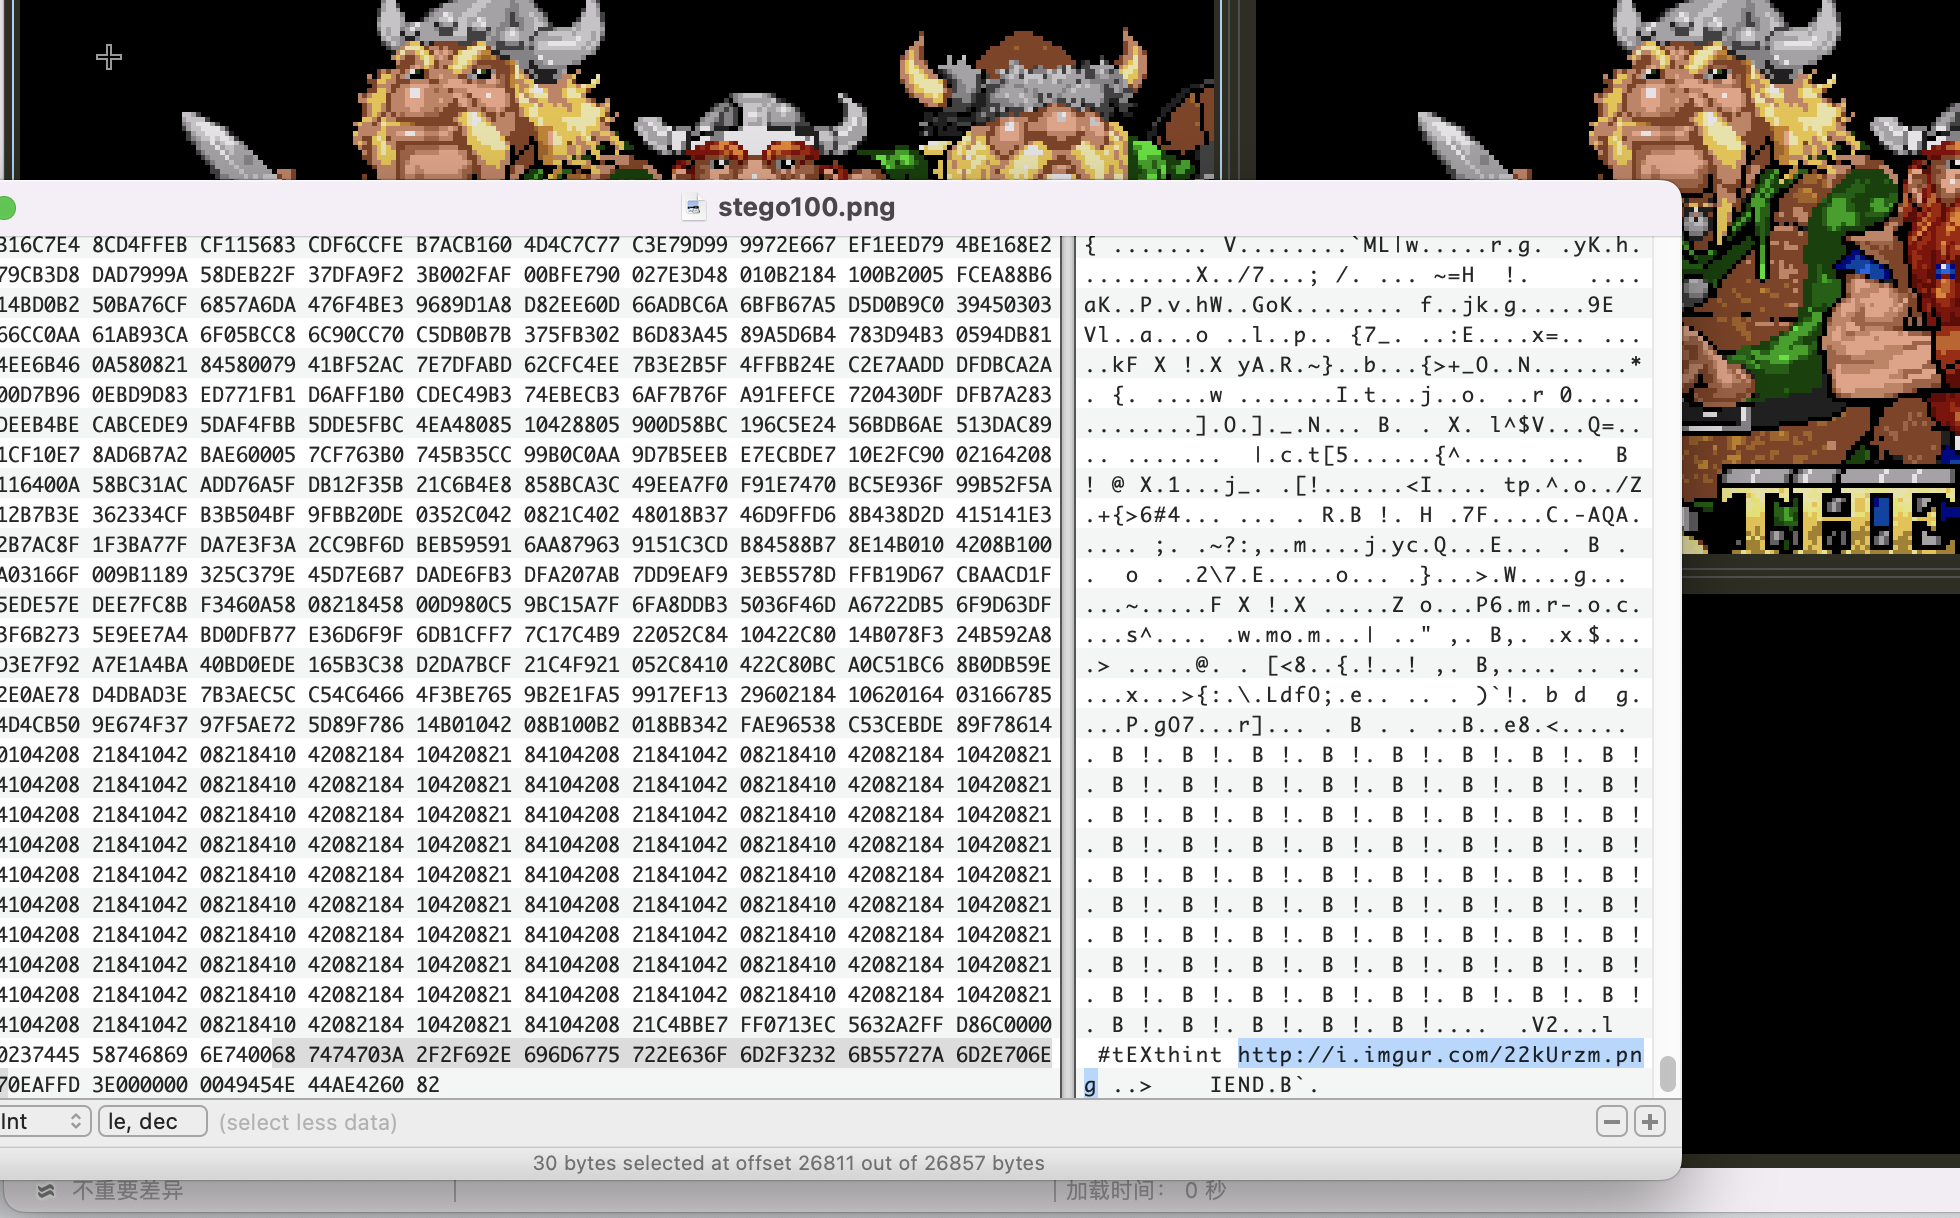 stego100.png
316C7E4 8CD4FFEB CF115683 CDF6CCFE B7ACB160 4D4C7C77 C3E79D99 9972E667 EF1EED79 4BE168E2 { ....... V........`ML|w.....r.g. .yK.h.
79CB3D8 DAD7999A 58DEB22F 37DFA9F2 3B002FAF 00BFE790 027E3D48 010B2184 100B2005 FCEA88B6 ........X../7...; /. ... ~=H !. ....
14BD0B2 50BA76CF 6857A6DA 476F4BE3 9689D1A8 D82EE60D 66ADBC6A 6BFB67A5 D5D0B9C0 39450303 aK..P.v.hW..GoK........ f..jk.g.....9E
66CC0AA 61AB93CA 6F05BCC8 6C90CC70 C5DB0B7B 375FB302 B6D83A45 89A5D6B4 783D94B3 0594DB81 Vl..a...o ..l..p.. {7_. ..:E....x=.. ...
4EE6B46 0A580821 84580079 41BF52AC 7E7DFABD 62CFC4EE 7B3E2B5F 4FFBB24E C2E7AADD DFDBCA2A ..kF X !.X yA.R.~}..b...{>+_O..N.......*
00D7B96 0EBD9D83 ED771FB1 D6AFF1B0 CDEC49B3 74EBECB3 6AF7B76F A91FEFCE 720430DF DFB7A283 . {. ....w .......I.t...j..o. ..r 0.....
DEEB4BE CABCEDE9 5DAF4FBB 5DDE5FBC 4EA48085 10428805 900D58BC 196C5E24 56BDB6AE 513DAC89 ........].O.]._.N... B. . X. l^$V...Q=..
1CF10E7 8AD6B7A2 BAE60005 7CF763B0 745B35CC 99B0C0AA 9D7B5EEB E7ECBDE7 10E2FC90 02164208 .. ....... |.c.t[5......{^..... ... B
116400A 58BC31AC ADD76A5F DB12F35B 21C6B4E8 858BCA3C 49EEA7F0 F91E7470 BC5E936F 99B52F5A ! @ X.1...j_. .[!......<I.... tp.^.o../Z
12B7B3E 362334CF B3B504BF 9FBB20DE 0352C042 0821C402 48018B37 46D9FFD6 8B438D2D 415141E3 .+{>6#4....... . R.B !. H .7F....C.-AQA.
2B7AC8F 1F3BA77F DA7E3F3A 2CC9BF6D BEB59591 6AA87963 9151C3CD B84588B7 8E14B010 4208B100 .... ;. .~?:,..m....j.yc.Q...E... . B .
A03166F 009B1189 325C379E 45D7E6B7 DADE6FB3 DFA207AB 7DD9EAF9 3EB5578D FFB19D67 CBAACD1F . o . .2\7.E.....o... .}...>.W....g...
5EDE57E DEE7FC8B F3460A58 08218458 00D980C5 9BC15A7F 6FA8DDB3 5036F46D A6722DB5 6F9D63DF ...~.....F X !.X .....Z o...P6.m.r-.o.c.
3F6B273 5E9EE7A4 BD0DFB77 E36D6F9F 6DB1CFF7 7C17C4B9 22052C84 10422C80 14B078F3 24B592A8 ...s^.... .w.mo.m...| .." ,. B,. .x.$...
D3E7F92 A7E1A4BA 40BD0EDE 165B3C38 D2DA7BCF 21C4F921 052C8410 422C80BC A0C51BC6 8B0DB59E .> .....@. . [<8..{.!..! ,. B,.... .. ..
2E0AE78 D4DBAD3E 7B3AEC5C C54C6466 4F3BE765 9B2E1FA5 9917EF13 29602184 10620164 03166785 ...x...>{:.\.LdfO;.e.. .. . )`!. b d g.
4D4CB50 9E674F37 97F5AE72 5D89F786 14B01042 08B100B2 018BB342 FAE96538 C53CEBDE 89F78614 ...P.gO7...r]... . B . . ..B..e8.<.....
0104208 21841042 08218410 42082184 10420821 84104208 21841042 08218410 42082184 10420821 . B !. B !. B !. B !. B !. B !. B !. B !
4104208 21841042 08218410 42082184 10420821 84104208 21841042 08218410 42082184 10420821 . B !. B !. B !. B !. B !. B !. B !. B !
4104208 21841042 08218410 42082184 10420821 84104208 21841042 08218410 42082184 10420821 . B !. B !. B !. B !. B !. B !. B !. B !
4104208 21841042 08218410 42082184 10420821 84104208 21841042 08218410 42082184 10420821 . B !. B !. B !. B !. B !. B !. B !. B !
4104208 21841042 08218410 42082184 10420821 84104208 21841042 08218410 42082184 10420821 . B !. B !. B !. B !. B !. B !. B !. B !
4104208 21841042 08218410 42082184 10420821 84104208 21841042 08218410 42082184 10420821 . B !. B !. B !. B !. B !. B !. B !. B !
4104208 21841042 08218410 42082184 10420821 84104208 21841042 08218410 42082184 10420821 . B !. B !. B !. B !. B !. B !. B !. B !
4104208 21841042 08218410 42082184 10420821 84104208 21841042 08218410 42082184 10420821 . B !. B !. B !. B !. B !. B !. B !. B !
4104208 21841042 08218410 42082184 10420821 84104208 21841042 08218410 42082184 10420821 . B !. B !. B !. B !. B !. B !. B !. B !
4104208 21841042 08218410 42082184 10420821 84104208 21C4BBE7 FF0713EC 5632A2FF D86C0000 . B !. B !. B !. B !. B !.... .V2...l
0237445 58746869 6E740068 7474703A 2F2F692E 696D6775 722E636F 6D2F3232 6B55727A 6D2E706E #tEXthint http://i.imgur.com/22kUrzm.pn
70EAFFD 3E000000 0049454E 44AE4260 82 g ..> IEND.B`.
Int le, dec (select less data)
30 bytes selected at offset 26811 out of 26857 bytes
不重要差异 加载时间： 0 秒
THE